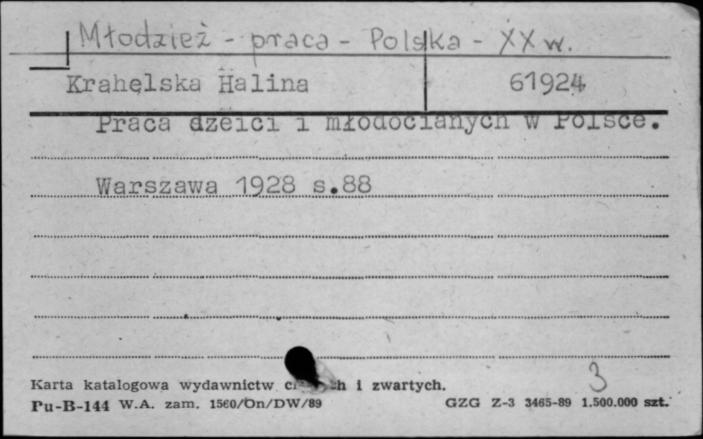 Młodzież - praca - Polska - XX w.
Krahelska Halina 61924
Praca dzeici i młodocianych w Polsce.
Warszawa 1928 s.88
3
Karta katalogowa wydawnictw i zwartych.
Pu-B-144 W.A. zam. 1560/On/DW/89 GZG Z-3 3465-89 1.500.000 szt.